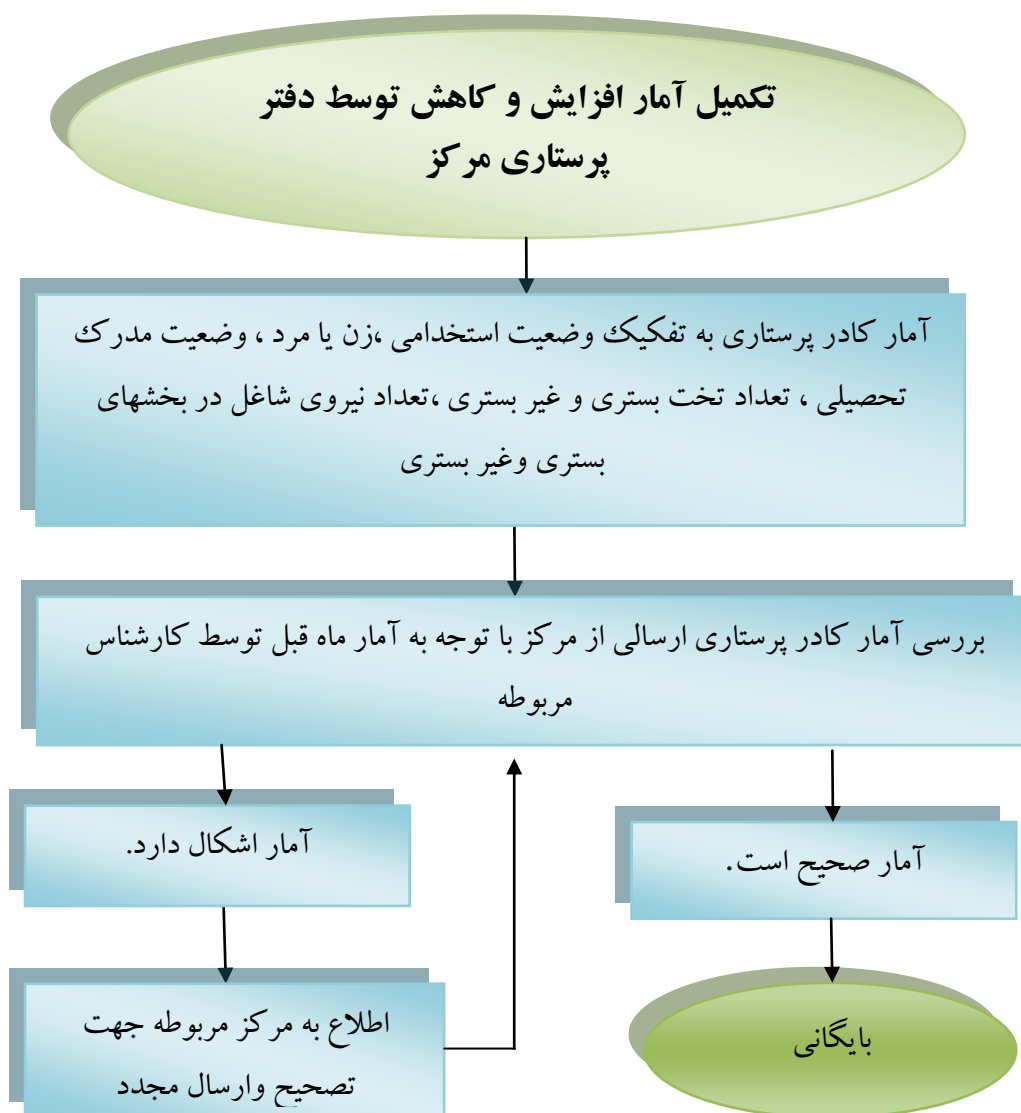 تکمیل آمار افزایش و کاهش توسط دفتر
پرستاری مرکز
آمار کادر پرستاری به تفکیک وضعیت استخدامی ،زن یا مرد ، وضعیت مدرک
تحصیلی ، تعداد تخت بستری و غیر بستری ،تعداد نیروی شاغل در بخشهای
بستری وغیر بستری
بررسی آمار کادر پرستاری ارسالی از مرکز با توجه به آمار ماه قبل توسط کارشناس
مربوطه
آمار صحیح است.
آمار اشکال دارد.
بایگانی
اطلاع به مرکز مربوطه جهت
تصحیح وارسال مجدد